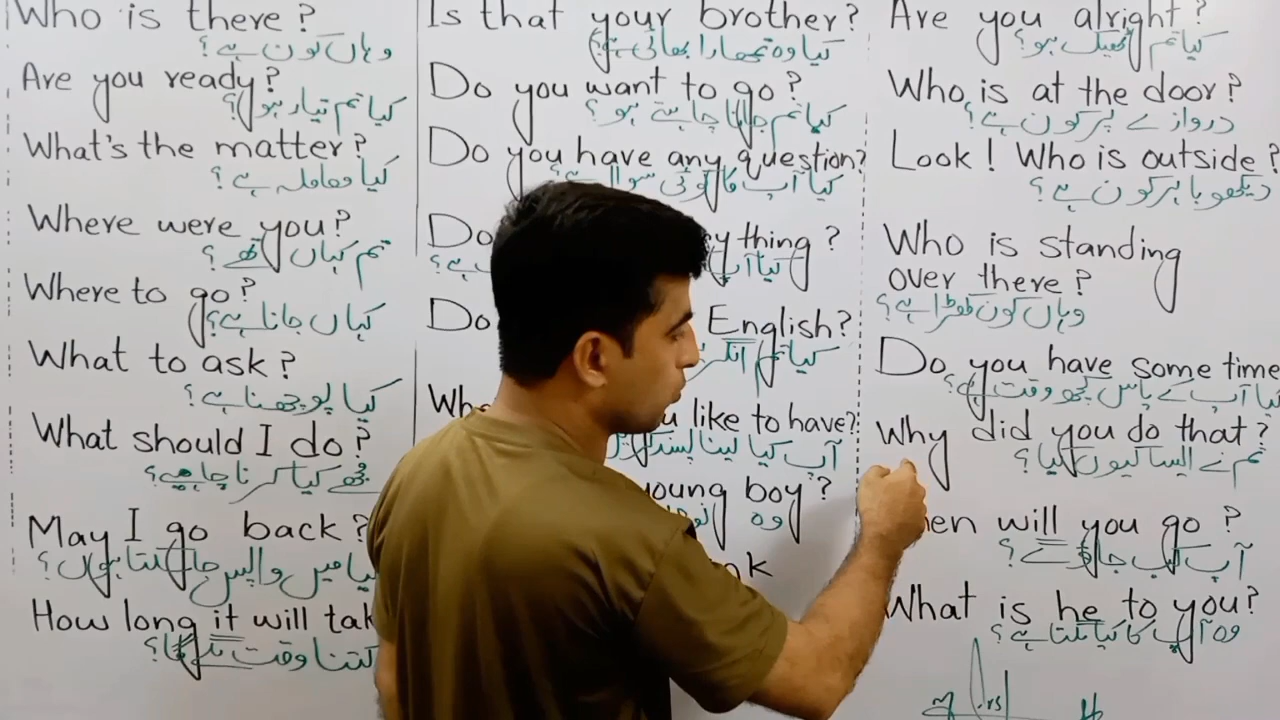 Who is there?
وہاں کون ہے؟
Are you ready?
کیا تم تیار ہو؟
What's the matter?
کیا معاملہ ہے؟
Where were you?
تم کہاں تھے؟
Where to go?
کہاں جانا ہے؟
What to ask?
کیا پوچھنا ہے؟
What should I do?
مجھے کیا کرنا چاہیے؟
May I go back?
میں واپس جا سکتا ہوں؟
How long it will
کتنا وقت لگے گا؟
Is that your brother?
کیا وہ تمھارا بھائی ہے؟
Do you want to go?
کیا تم جانا چاہتے ہو؟
Do you have any question?
کیا آپ کا کوئی سوال ہے؟
Do thing?
کیا آپ ہے؟
Do English?
کیا تم
like to have?
آپ کیا لینا پسند
young boy?
وہ
Are you alright?
کیا تم ٹھیک ہو؟
Who is at the door?
دروازے پر کون ہے؟
Look! Who is outside?
دیکھو باہر کون ہے؟
Who is standing
over there?
وہاں کون کھڑا ہے؟
Do you have some time
کیا آپ کے پاس کچھ وقت ہے؟
Why did you do that?
تم نے ایسا کیوں کیا؟
will you go?
آپ کب جاؤ گے؟
What is he to you?
وہ آپ کا کیا لگتا ہے؟